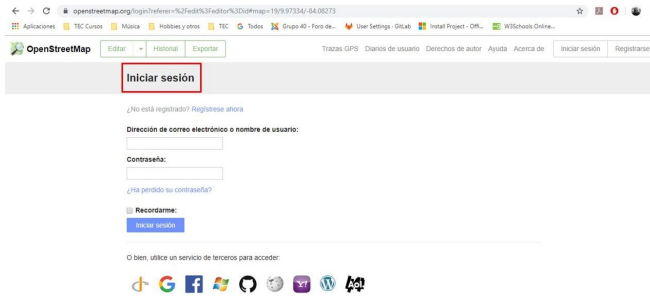 openstreetmap.org/login?referer=%2Fedit%3Feditor%3Did#map=19/9.97334/-84.08273
Aplicaciones TEC Cursos Música Hobbies y otros TEC Todos Grupo 40 - Foro de... User Settings · GitLab Install Project - Offi... W3Schools Online...
OpenStreetMap Editar Historial Exportar Trazas GPS Diarios de usuario Derechos de autor Ayuda Acerca de Iniciar sesión Registrarse
Iniciar sesión
¿No está registrado? Regístrese ahora
Dirección de correo electrónico o nombre de usuario:
Contraseña:
¿Ha perdido su contraseña?
Recordarme:
Iniciar sesión
O bien, utilice un servicio de terceros para acceder:
Aol.